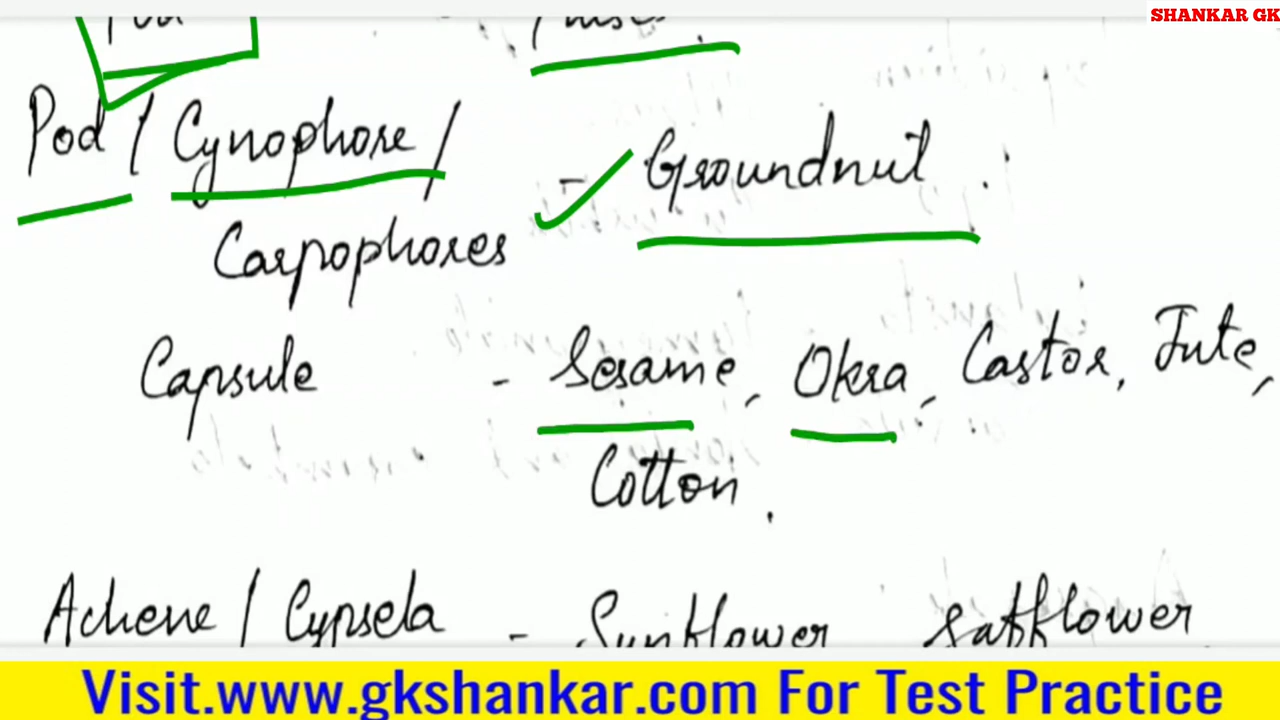 SHANKAR GK
Pod
Pod / Cynophore / - Groundnut .
Carpophores
Capsule - Sesame, Okra, Castor, Jute,
Cotton.
Achene / Cypsela - Sunflower Safflower
Visit.www.gkshankar.com For Test Practice